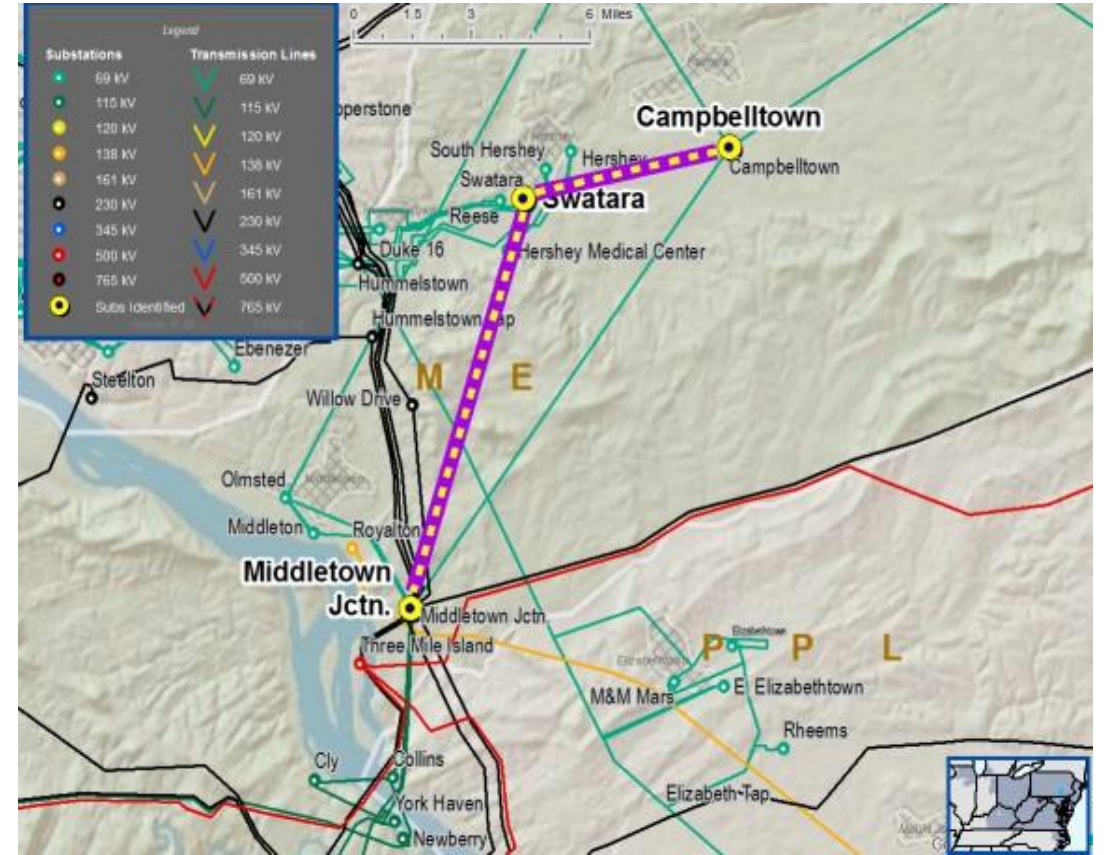 Legend
Substations
Transmission Lines
69 kV
69 kV
115 kV
115 kV
120 kV
120 kV
138 kV
138 kV
161 kV
161 kV
230 kV
230 kV
345 kV
345 kV
500 kV
500 kV
765 kV
765 kV
Subs Identified
0 1.5 3 6 Miles
Campbelltown
South Hershey
Hershey
Campbelltown
Swatara
Swatara
Reese
Duke 16
Hershey Medical Center
Hummelstown
Ebenezer
Steelton
M E
Willow Drive
Olmsted
Middleton
Royalton
Middletown
Jctn.
Middletown Jctn.
Three Mile Island
Elizabethtown
P P L
M&M Mars
E Elizabethtown
Rheems
Cly
Collins
Elizabeth Tap
York Haven
Newberry